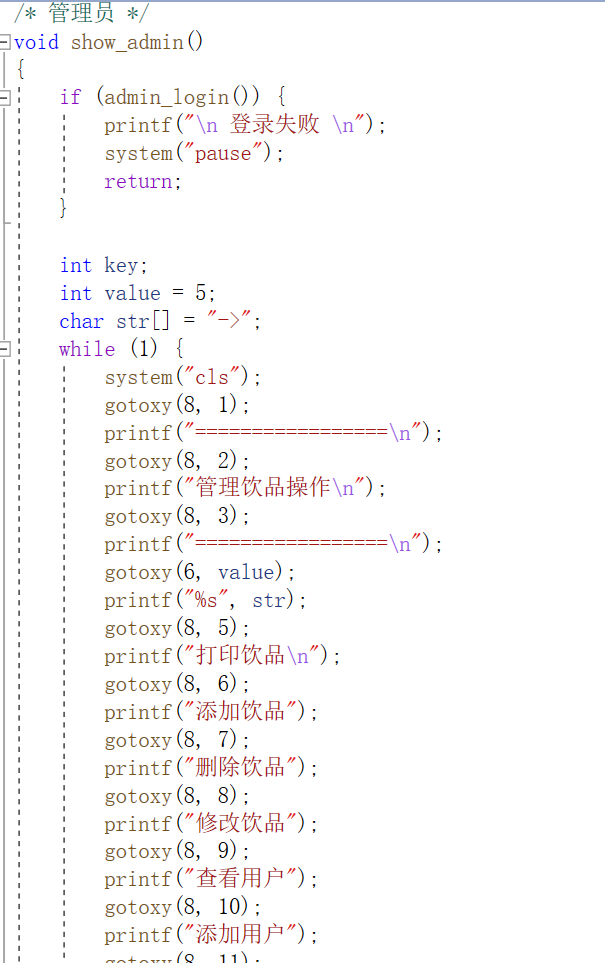 /* 管理员 */
void show_admin()
{
    if (admin_login()) {
        printf("\n 登录失败 \n");
        system("pause");
        return;
    }

    int key;
    int value = 5;
    char str[] = "->";
    while (1) {
        system("cls");
        gotoxy(8, 1);
        printf("=================\n");
        gotoxy(8, 2);
        printf("管理饮品操作\n");
        gotoxy(8, 3);
        printf("=================\n");
        gotoxy(6, value);
        printf("%s", str);
        gotoxy(8, 5);
        printf("打印饮品\n");
        gotoxy(8, 6);
        printf("添加饮品");
        gotoxy(8, 7);
        printf("删除饮品");
        gotoxy(8, 8);
        printf("修改饮品");
        gotoxy(8, 9);
        printf("查看用户");
        gotoxy(8, 10);
        printf("添加用户");
        gotoxy(8, 11);